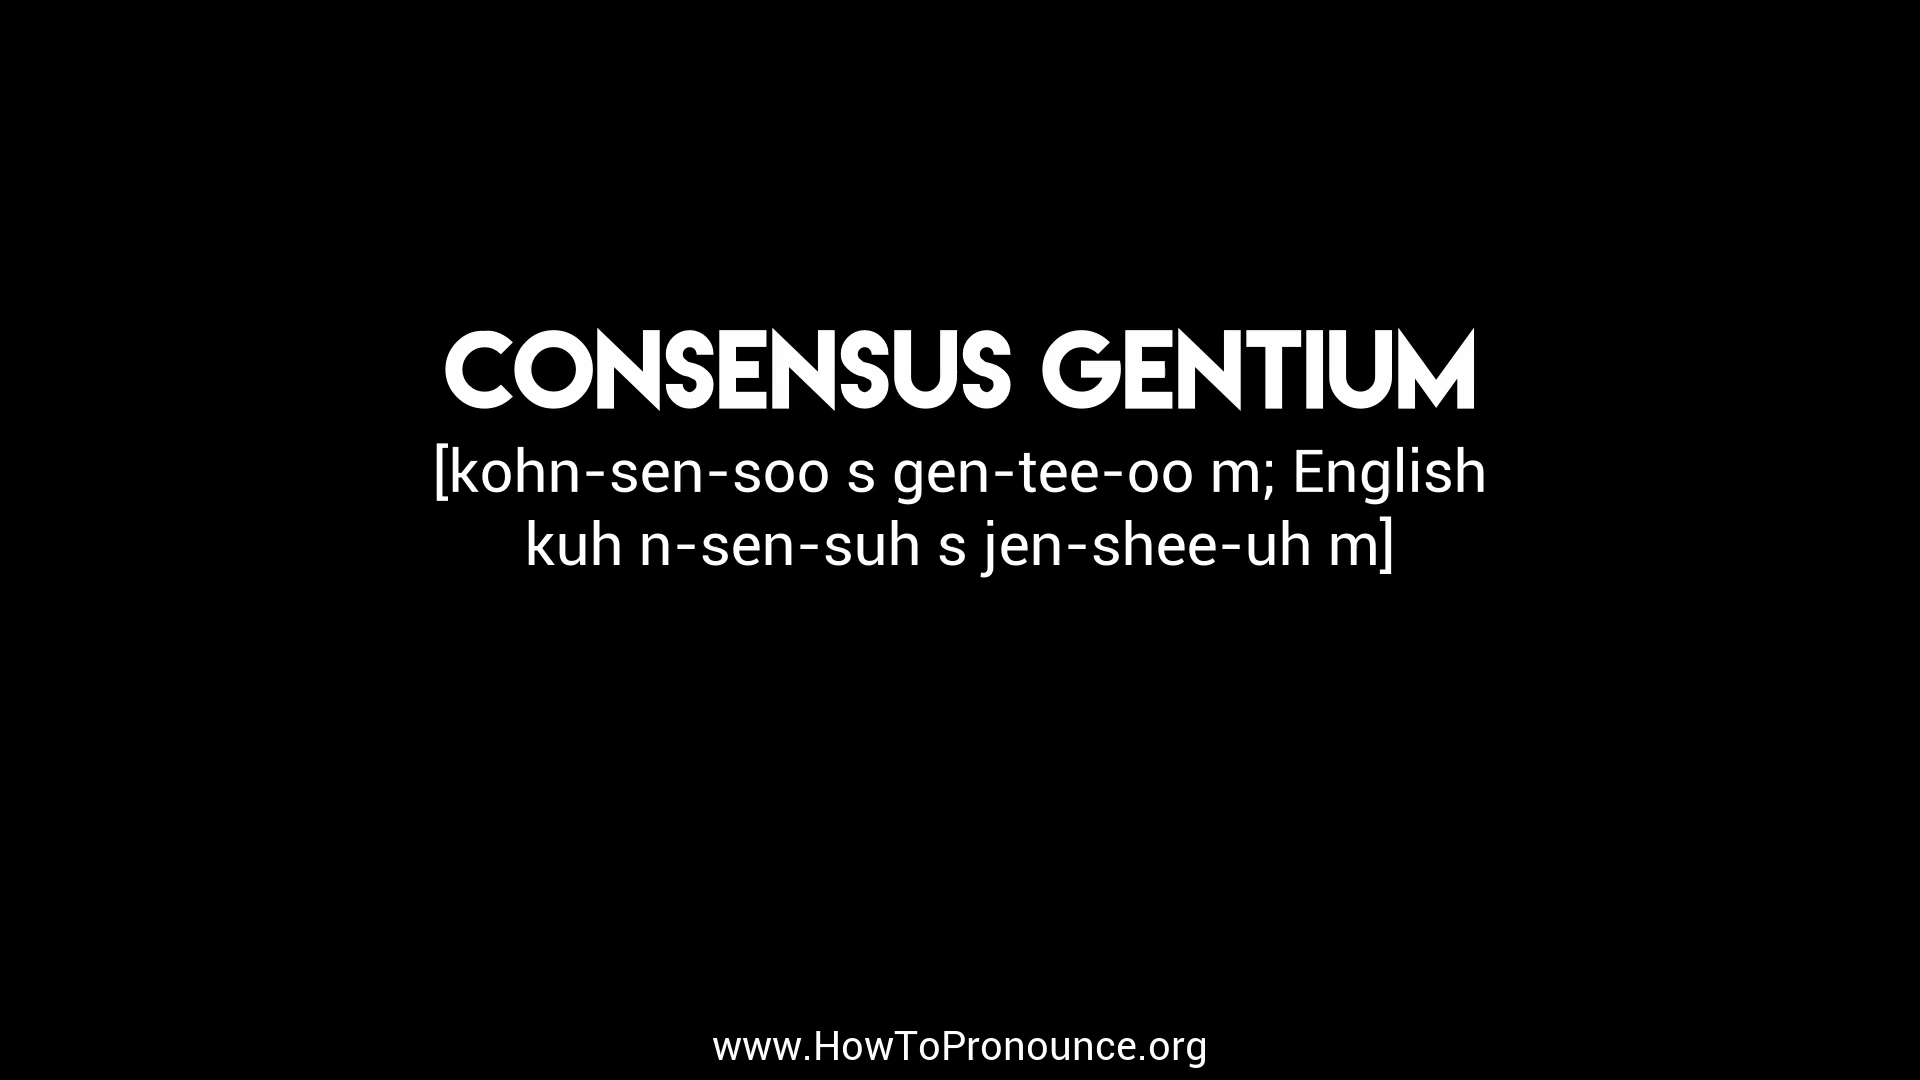 CONSENSUS GENTIUM
[kohn-sen-soo s gen-tee-oo m; English
kuh n-sen-suh s jen-shee-uh m]
www.HowToPronounce.org